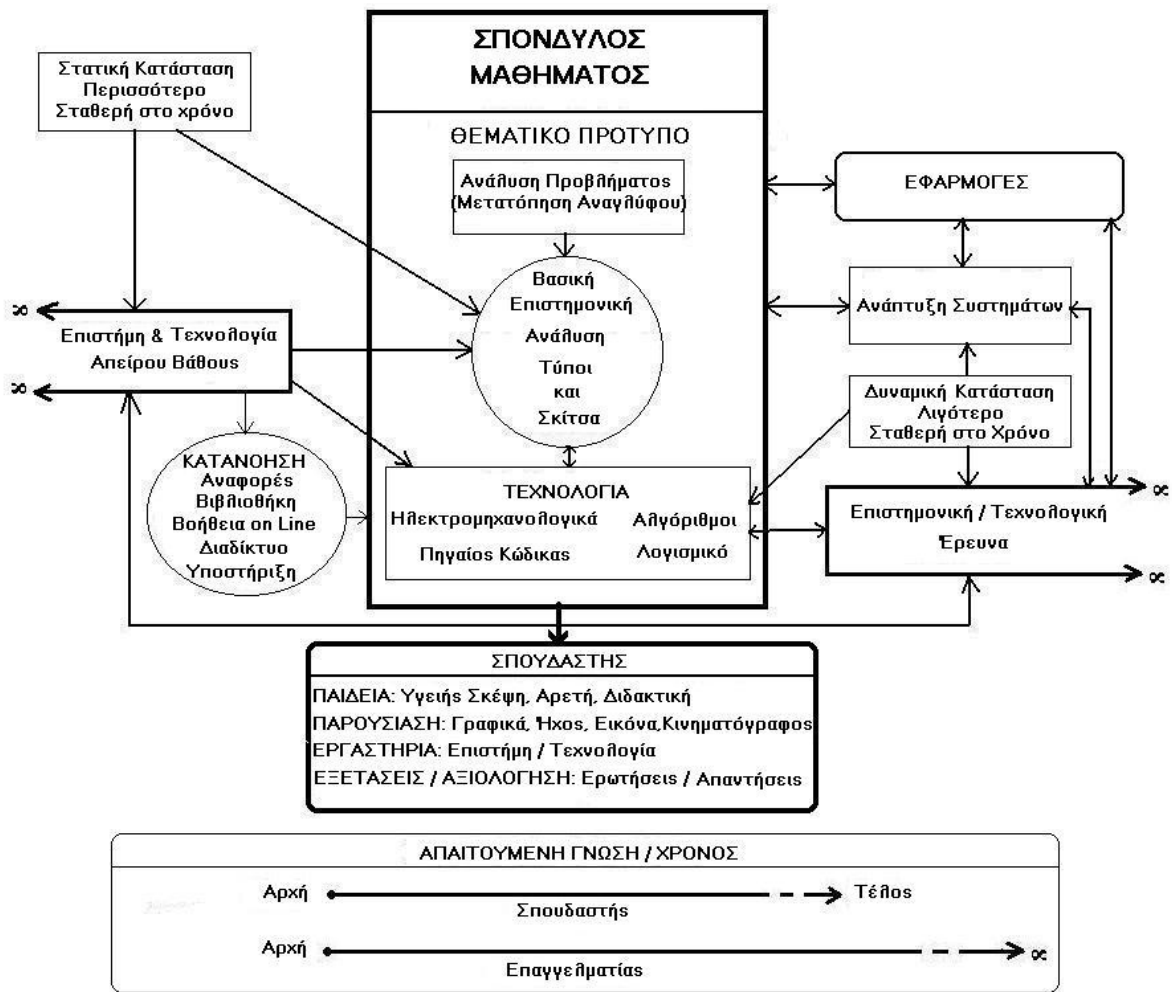 ΣΠΟΝΔΥΛΟΣ
ΜΑΘΗΜΑΤΟΣ
Στατική Κατάσταση
Περισσότερο
Σταθερή στο χρόνο
ΘΕΜΑΤΙΚΟ ΠΡΟΤΥΠΟ
Ανάλυση Προβλήματος
(Μετατόπηση Αναγλύφου)
ΕΦΑΡΜΟΓΕΣ
Βασική
Επιστημονική
Ανάλυση
Τύποι
και
Σκίτσα
Ανάπτυξη Συστημάτων
∝
Επιστήμη & Τεχνολογία
Απείρου Βάθους
∝
Δυναμική Κατάσταση
Λιγότερο
Σταθερή στο Χρόνο
ΚΑΤΑΝΟΗΣΗ
Αναφορές
Βιβλιοθήκη
Βοήθεια on Line
Διαδίκτυο
Υποστήριξη
ΤΕΧΝΟΛΟΓΙΑ
Ηλεκτρομηχανολογικά Αλγόριθμοι
Πηγαίος Κώδικας Λογισμικό
∝
Επιστημονική / Τεχνολογική
Έρευνα
∝
ΣΠΟΥΔΑΣΤΗΣ
ΠΑΙΔΕΙΑ: Υγειής Σκέψη, Αρετή, Διδακτική
ΠΑΡΟΥΣΙΑΣΗ: Γραφικά, Ήχος, Εικόνα,Κινηματόγραφος
ΕΡΓΑΣΤΗΡΙΑ: Επιστήμη / Τεχνολογία
ΕΞΕΤΑΣΕΙΣ / ΑΞΙΟΛΟΓΗΣΗ: Ερωτήσεις / Απαντήσεις
ΑΠΑΙΤΟΥΜΕΝΗ ΓΝΩΣΗ / ΧΡΟΝΟΣ
Αρχή Τέλος
Σπουδαστής
Αρχή ∝
Επαγγελματίας